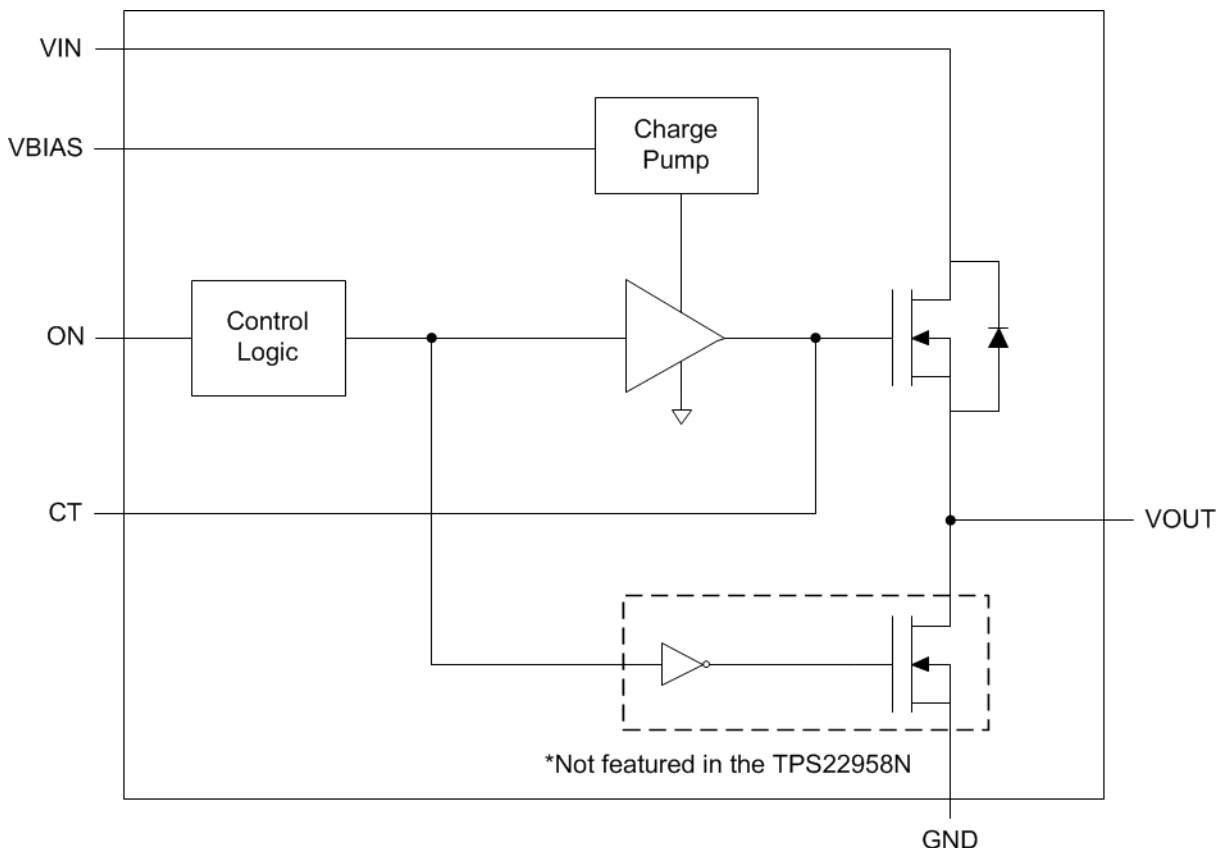 VIN
Charge
Pump
VBIAS
ON
Control
Logic
CT
VOUT
*Not featured in the TPS22958N
GND